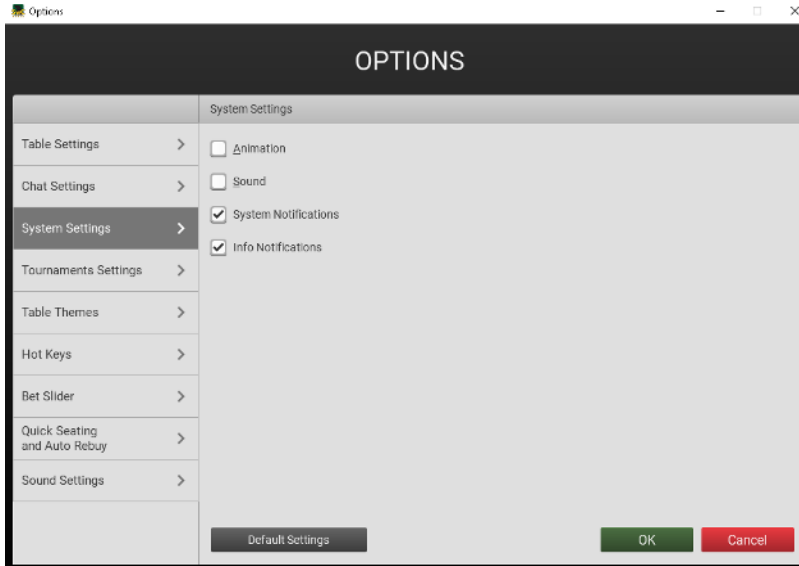 Options
OPTIONS
System Settings
Table Settings
Chat Settings
System Settings
Tournaments Settings
Table Themes
Hot Keys
Bet Slider
Quick Seating
and Auto Rebuy
Sound Settings
Animation
Sound
System Notifications
Info Notifications
Default Settings
OK
Cancel